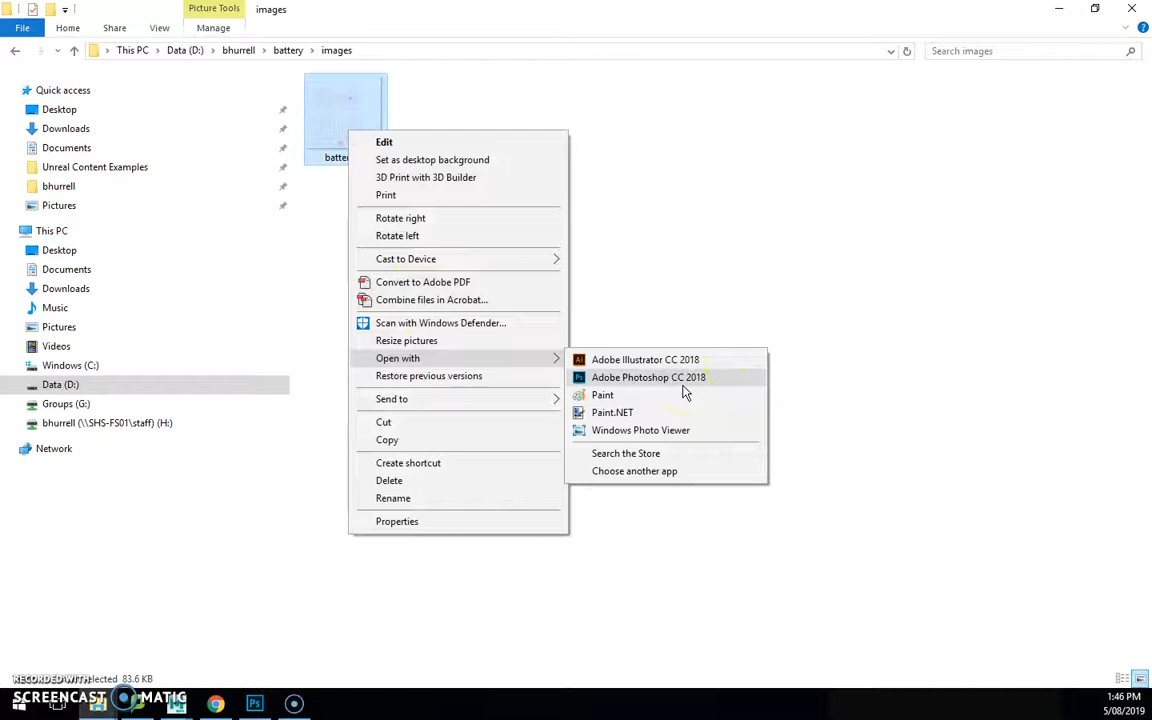 Picture Tools
images
File
Home
Share
View
Manage
This PC
Data (D:)
bhurrell
battery
images
Search images
Quick access
Desktop
Downloads
Documents
Unreal Content Examples
bhurrell
Pictures
This PC
Desktop
Documents
Downloads
Music
Pictures
Videos
Windows (C:)
Data (D:)
Groups (G:)
bhurrell (\\SHS-FS01\staff) (H:)
Network
Edit
Set as desktop background
3D Print with 3D Builder
Print
Rotate right
Rotate left
Cast to Device
Convert to Adobe PDF
Combine files in Acrobat...
Scan with Windows Defender...
Resize pictures
Open with
Restore previous versions
Send to
Cut
Copy
Create shortcut
Delete
Rename
Properties
Adobe Illustrator CC 2018
Adobe Photoshop CC 2018
Paint
Paint.NET
Windows Photo Viewer
Search the Store
Choose another app
83.6 KB
RECORDED WITH
SCREENCAST MATIC
1:46 PM
5/08/2019